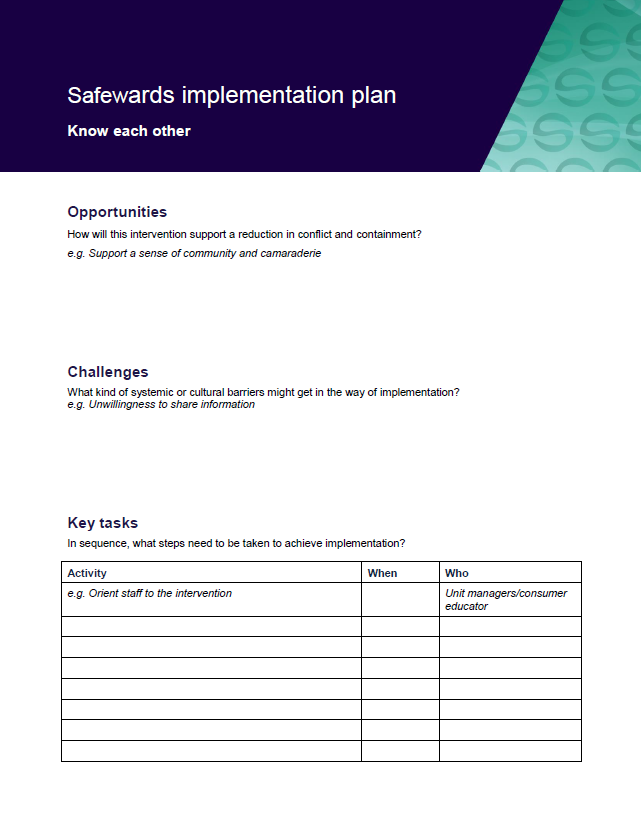 Safewards implementation plan
Know each other
Opportunities
How will this intervention support a reduction in conflict and containment?
e.g. Support a sense of community and camaraderie
Challenges
What kind of systemic or cultural barriers might get in the way of implementation?
e.g. Unwillingness to share information
Key tasks
In sequence, what steps need to be taken to achieve implementation?
Activity When Who
e.g. Orient staff to the intervention Unit managers/consumer
educator